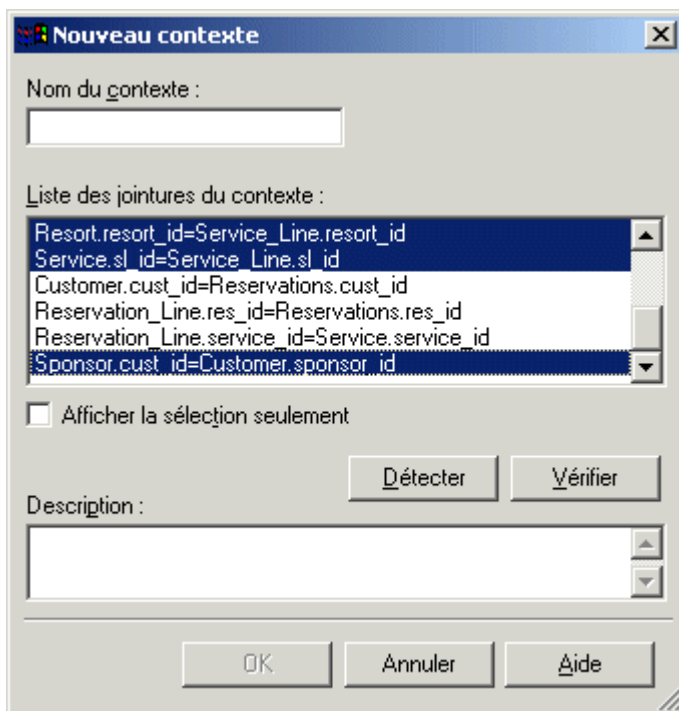 Nouveau contexte
Nom du contexte :
Liste des jointures du contexte :
Resort.resort_id=Service_Line.resort_id
Service.sl_id=Service_Line.sl_id
Customer.cust_id=Reservations.cust_id
Reservation_Line.res_id=Reservations.res_id
Reservation_Line.service_id=Service.service_id
Sponsor.cust_id=Customer.sponsor_id
Afficher la sélection seulement
Détecter Vérifier
Description :
OK Annuler Aide